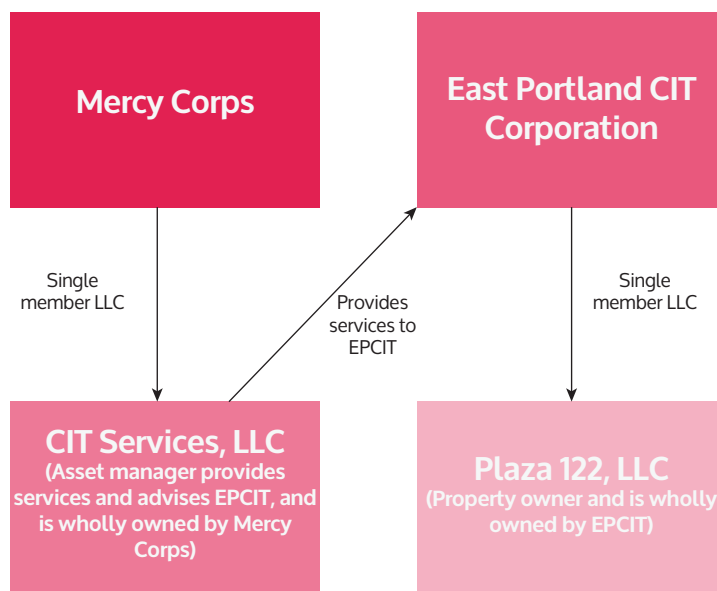 Mercy Corps
East Portland CIT
Corporation
Single
member LLC
Provides
services to
EPCIT
Single
member LLC
CIT Services, LLC
(Asset manager provides
services and advises EPCIT, and
is wholly owned by Mercy
Corps)
Plaza 122, LLC
(Property owner and is wholly
owned by EPCIT)